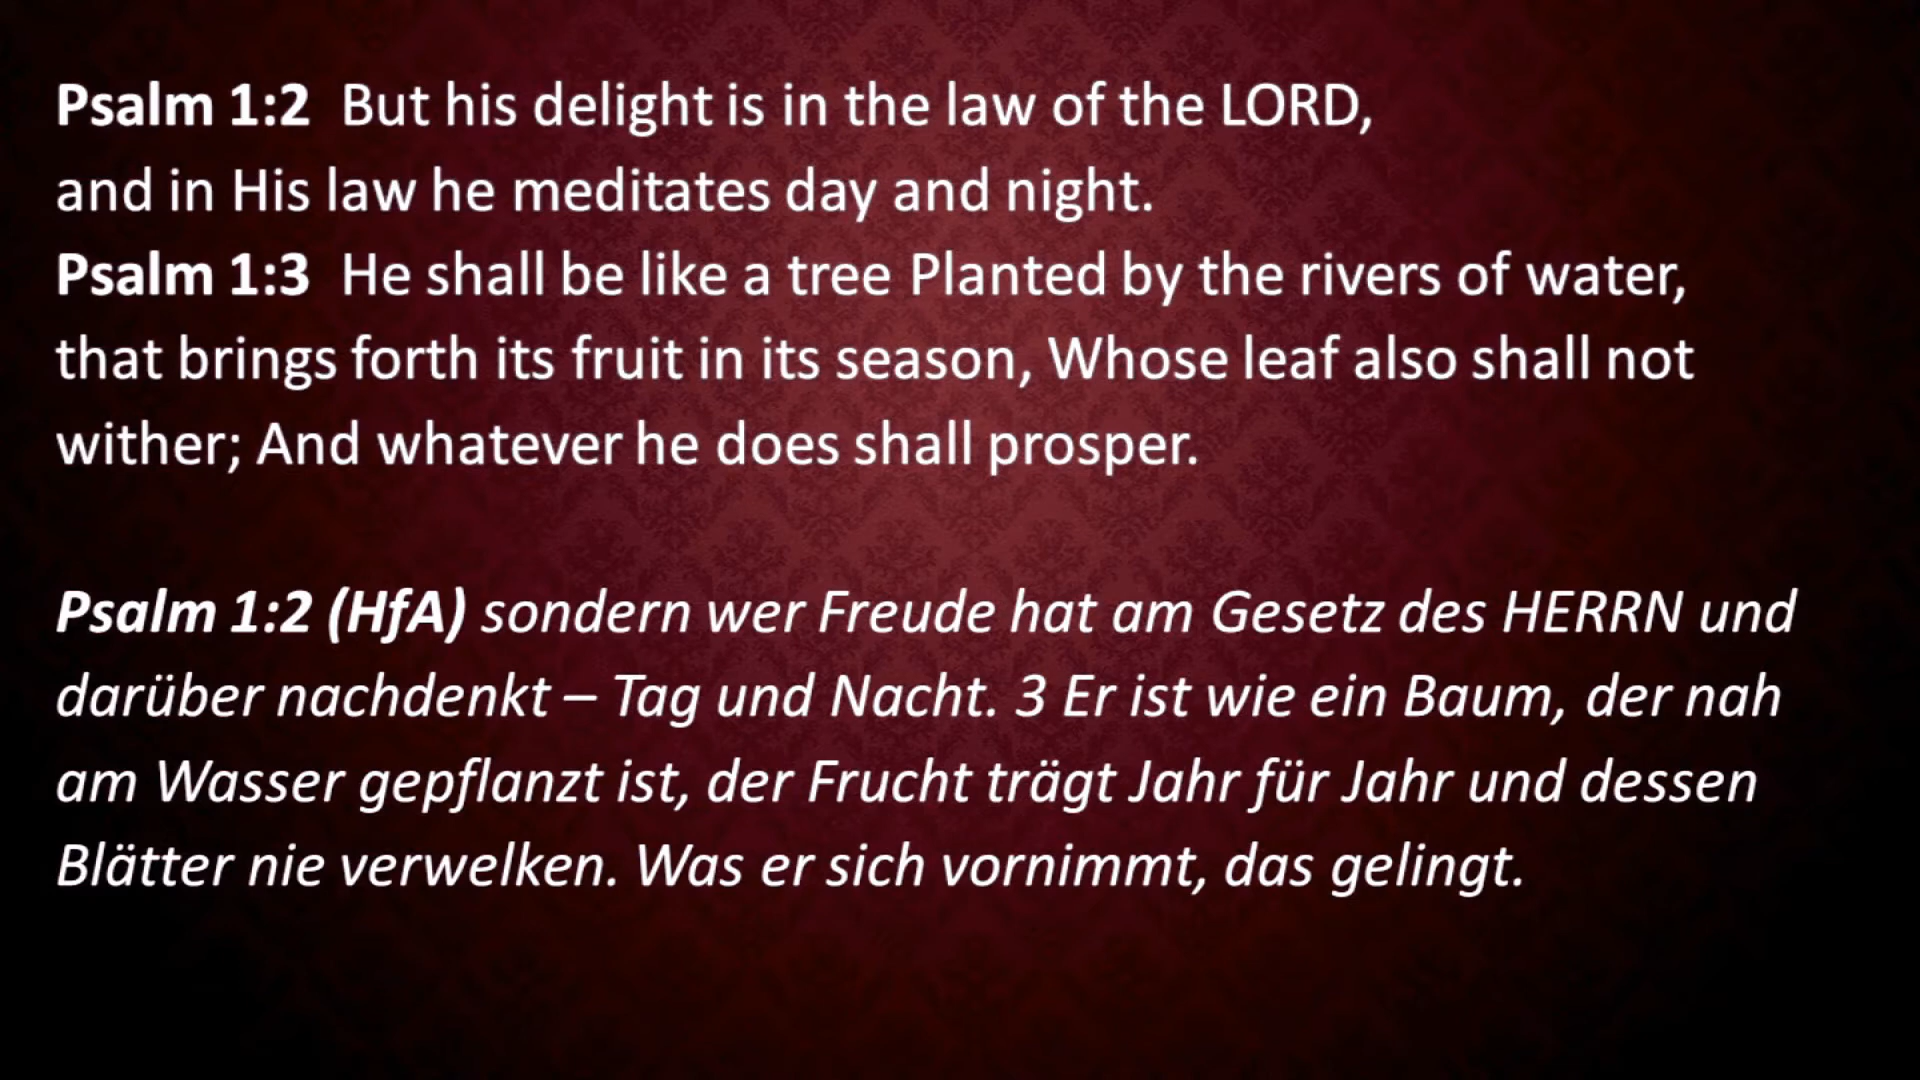 Psalm 1:2 But his delight is in the law of the LORD,
and in His law he meditates day and night.
Psalm 1:3 He shall be like a tree Planted by the rivers of water,
that brings forth its fruit in its season, Whose leaf also shall not
wither; And whatever he does shall prosper.
Psalm 1:2 (HfA) sondern wer Freude hat am Gesetz des HERRN und
darüber nachdenkt – Tag und Nacht. 3 Er ist wie ein Baum, der nah
am Wasser gepflanzt ist, der Frucht trägt Jahr für Jahr und dessen
Blätter nie verwelken. Was er sich vornimmt, das gelingt.